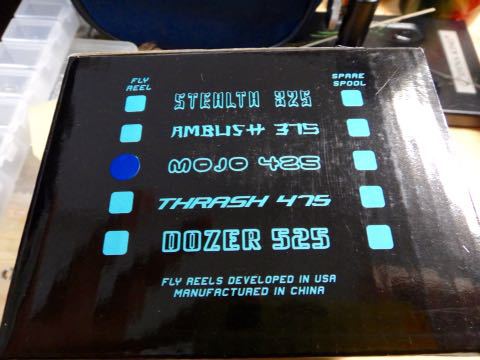 FLY REEL
SPARE SPOOL
STEALTH 325
AMBUSH 375
MOJO 425
THRASH 475
DOZER 525
FLY REELS DEVELOPED IN USA
MANUFACTURED IN CHINA